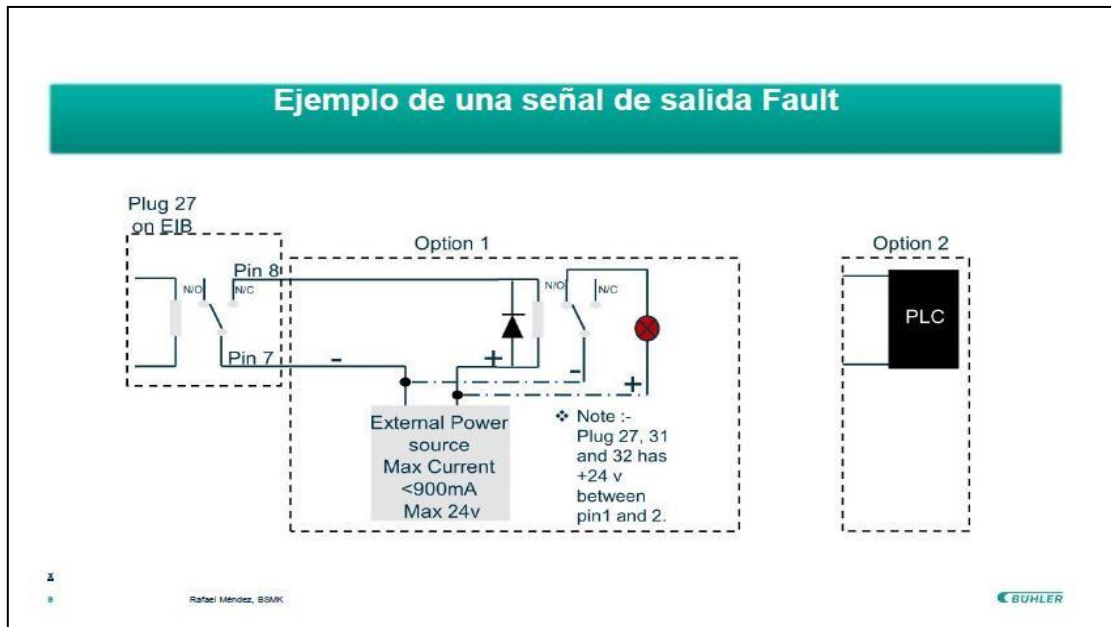 Ejemplo de una señal de salida Fault
Plug 27
on EIB
Option 1
Option 2
Pin 8
N/O
N/C
N/O
N/C
PLC
Pin 7
-
+
-
+
External Power
source
Max Current
<900mA
Max 24v
❖ Note :-
Plug 27, 31
and 32 has
+24 v
between
pin1 and 2.
x
9
Rafael Méndez, BSMK
BÜHLER